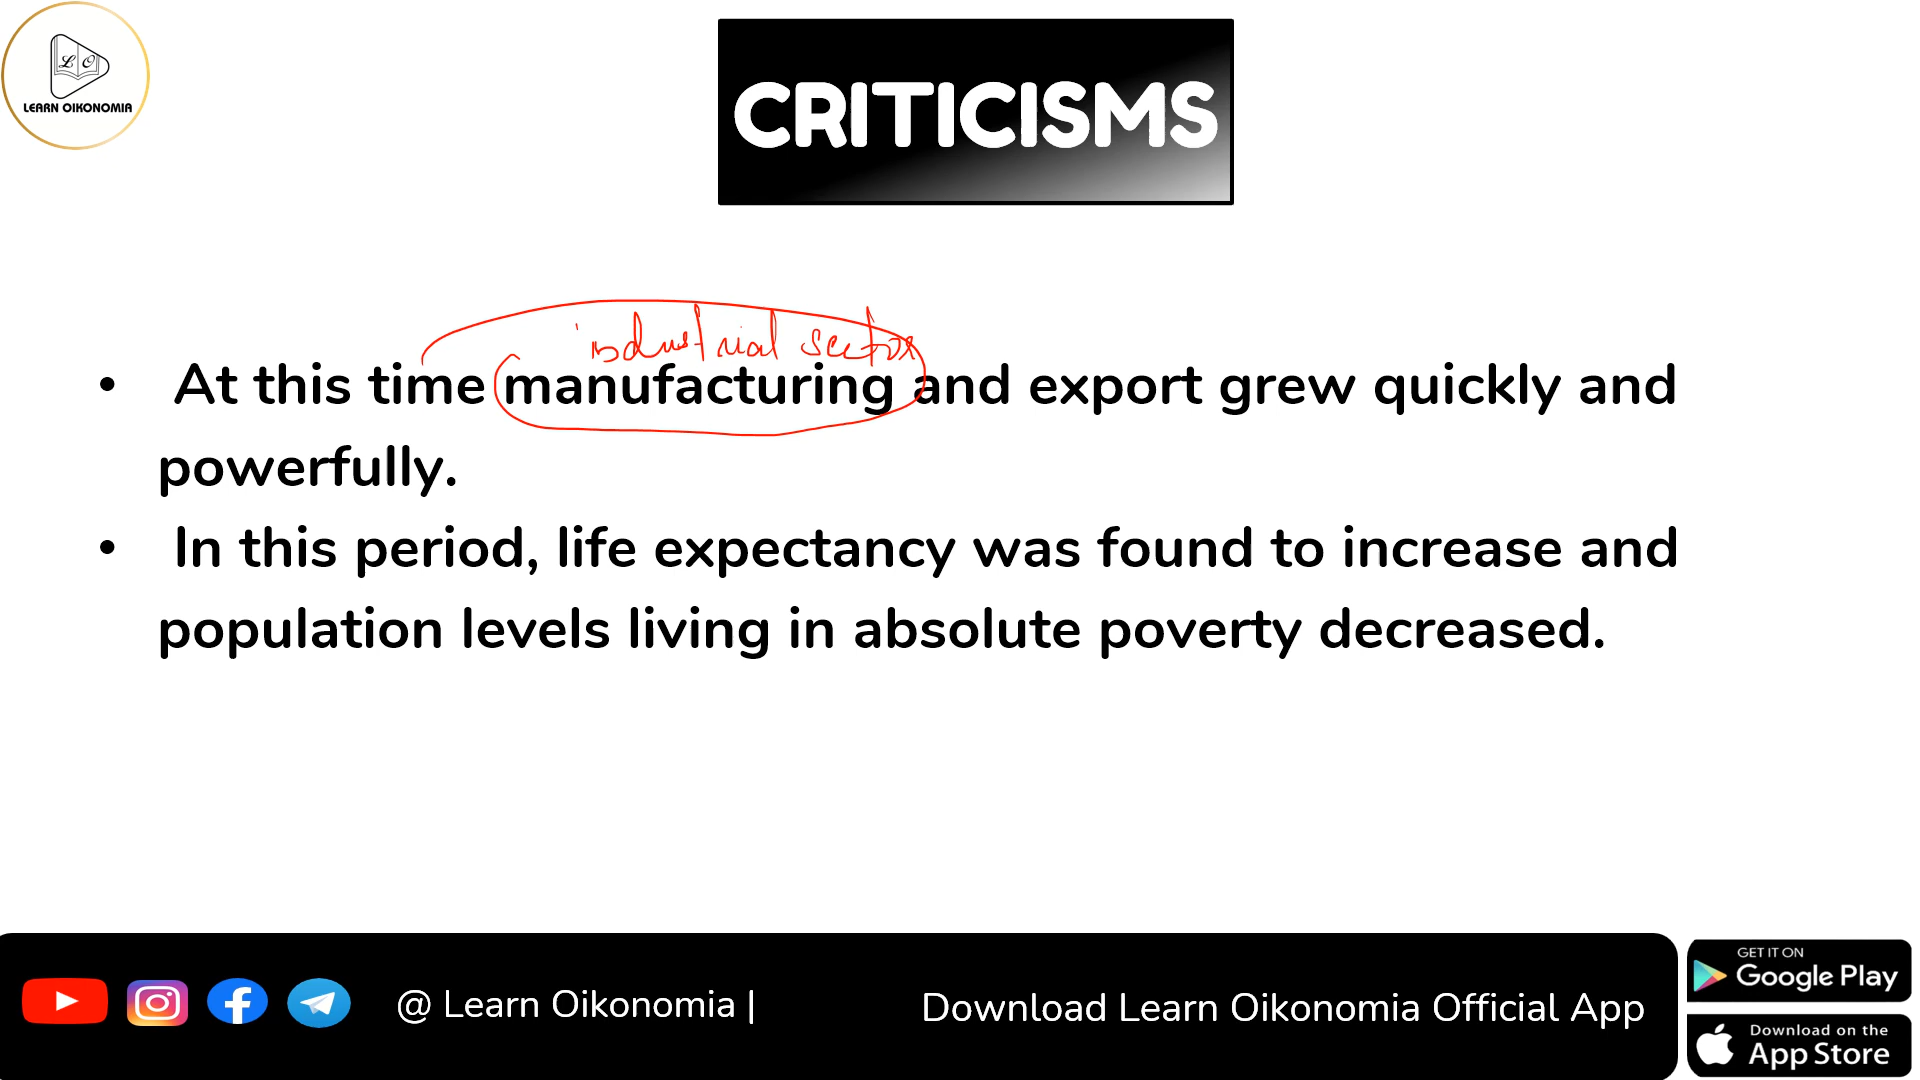 L O
LEARN OIKONOMIA
CRITICISMS
industrial sector
• At this time manufacturing and export grew quickly and
powerfully.
• In this period, life expectancy was found to increase and
population levels living in absolute poverty decreased.
@ Learn Oikonomia |
Download Learn Oikonomia Official App
GET IT ON
Google Play
Download on the
App Store